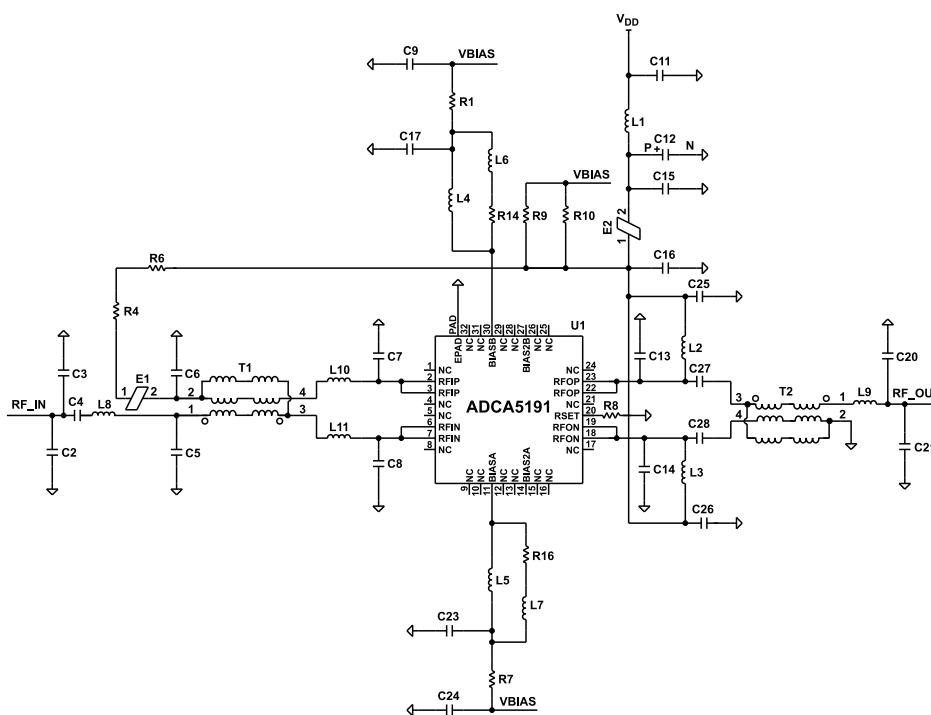 VDD
C9
VBIAS
C11
R1
L1
C17
L6
C12
P+
N
L4
VBIAS
C15
R14
R9
R10
E2
2
1
R6
C16
R4
C25
PAD
EPAD
32
NC
31
NC
30
BIASB
29
NC
28
NC
27
BIAS2B
26
NC
25
NC
U1
C3
C6
T1
L10
C7
C13
L2
C20
1
NC
2
RFIP
3
RFIP
4
NC
5
NC
6
RFIN
7
RFIN
8
NC
ADCA5191
24
NC
23
RFOP
22
RFOP
21
NC
20
RSET
19
RFON
18
RFON
17
NC
E1
1
2
2
4
C27
RF_IN
C4
L8
1
3
R8
3
T2
1
L9
RF_OU
4
2
L11
C28
C2
C5
C8
C14
L3
C21
9
NC
10
NC
11
BIASA
12
NC
13
NC
14
BIAS2A
15
NC
16
NC
C26
R16
L5
L7
C23
R7
C24
VBIAS